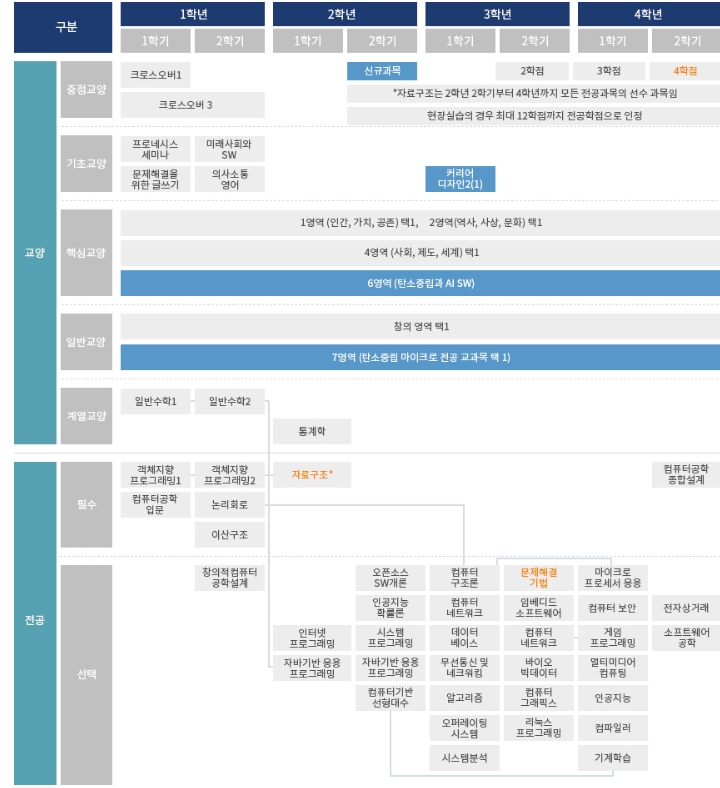 구분
1학년
2학년
3학년
4학년
1학기
2학기
1학기
2학기
1학기
2학기
1학기
2학기
교양
중점교양
크로스오버1
신규과목
2학점
3학점
4학점
크로스오버 3
*자료구조는 2학년 2학기부터 4학년까지 모든 전공과목의 선수 과목임
현장실습의 경우 최대 12학점까지 전공학점으로 인정
기초교양
프로네시스
세미나
미래사회와
SW
문제해결을
위한 글쓰기
의사소통
영어
커리어
디자인2(1)
핵심교양
1영역 (인간, 가치, 공존) 택1, 2영역(역사, 사상, 문화) 택1
4영역 (사회, 제도, 세계) 택1
6영역 (탄소중립과 AI SW)
일반교양
창의 영역 택1
7영역 (탄소중립 마이크로 전공 교과목 택 1)
계열교양
일반수학1
일반수학2
통계학
전공
필수
객체지향
프로그래밍1
객체지향
프로그래밍2
자료구조*
컴퓨터공학
종합설계
컴퓨터공학
입문
논리회로
이산구조
선택
창의적컴퓨터
공학설계
오픈소스
SW개론
컴퓨터
구조론
문제해결
기법
마이크로
프로세서 응용
인공지능
확률론
컴퓨터
네트워크
임베디드
소프트웨어
컴퓨터 보안
전자상거래
인터넷
프로그래밍
시스템
프로그래밍
데이터
베이스
컴퓨터
네트워크
게임
프로그래밍
소프트웨어
공학
자바기반 응용
프로그래밍
자바기반 응용
프로그래밍
무선통신 및
네크워킹
바이오
빅데이터
멀티미디어
컴퓨팅
컴퓨터기반
선형대수
알고리즘
컴퓨터
그래픽스
인공지능
오퍼레이팅
시스템
리눅스
프로그래밍
컴파일러
시스템분석
기계학습